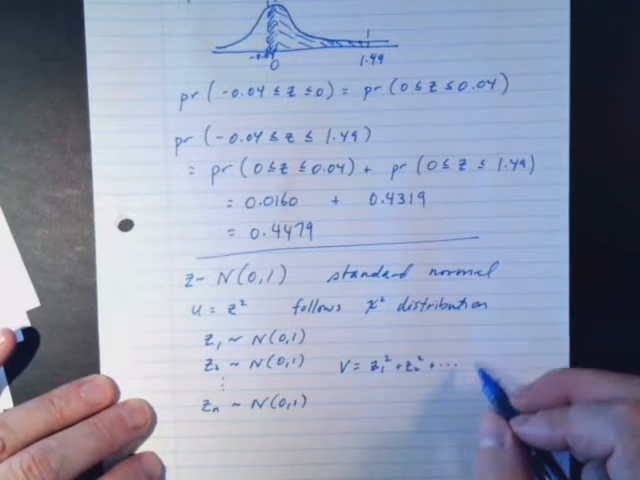 -0.04 0 1.49
pr(-0.04 ≤ z ≤ 0) = pr(0 ≤ z ≤ 0.04)
pr(-0.04 ≤ z ≤ 1.49)
= pr(0 ≤ z ≤ 0.04) + pr(0 ≤ z ≤ 1.49)
= 0.0160 + 0.4319
= 0.4479
z ~ N(0,1) standard normal
u = z² follows χ² distribution
z₁ ~ N(0,1)
z₂ ~ N(0,1) V = z₁² + z₂² + ⋯
⋮
zₙ ~ N(0,1)